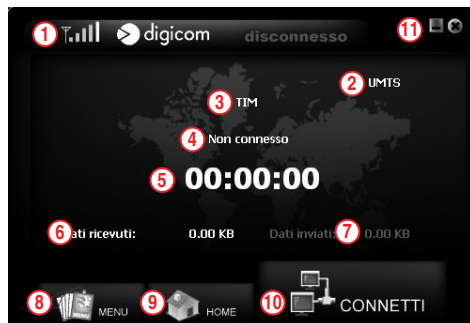 1 digicom disconnesso 11
2 UMTS
3 TIM
4 Non connesso
5 00:00:00
6 ati ricevuti: 0.00 KB Dati inviati: 7 0.00 KB
8 MENU 9 HOME 10 CONNETTI